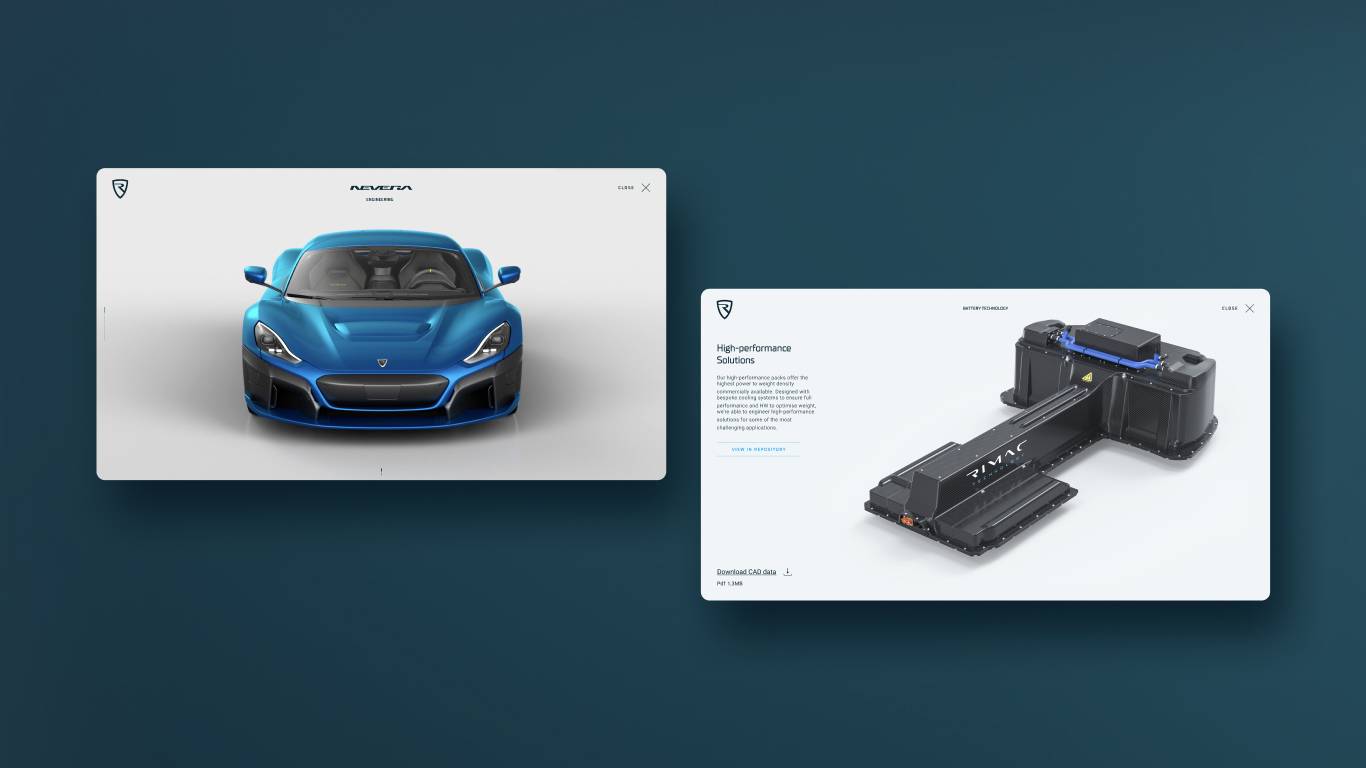 NEVERA
ENGINEERING
CLOSE
BATTERY TECHNOLOGY
CLOSE
High-performance
Solutions
Our high-performance packs offer the
highest power to weight density
commercially available. Designed with
bespoke cooling systems to ensure full
performance and HW to optimise weight,
we're able to engineer high-performance
solutions for some of the most
challenging applications.
VIEW IN REPOSITORY
RIMAC
TECHNOLOGY
Download CAD data
Pdf 1.3MB